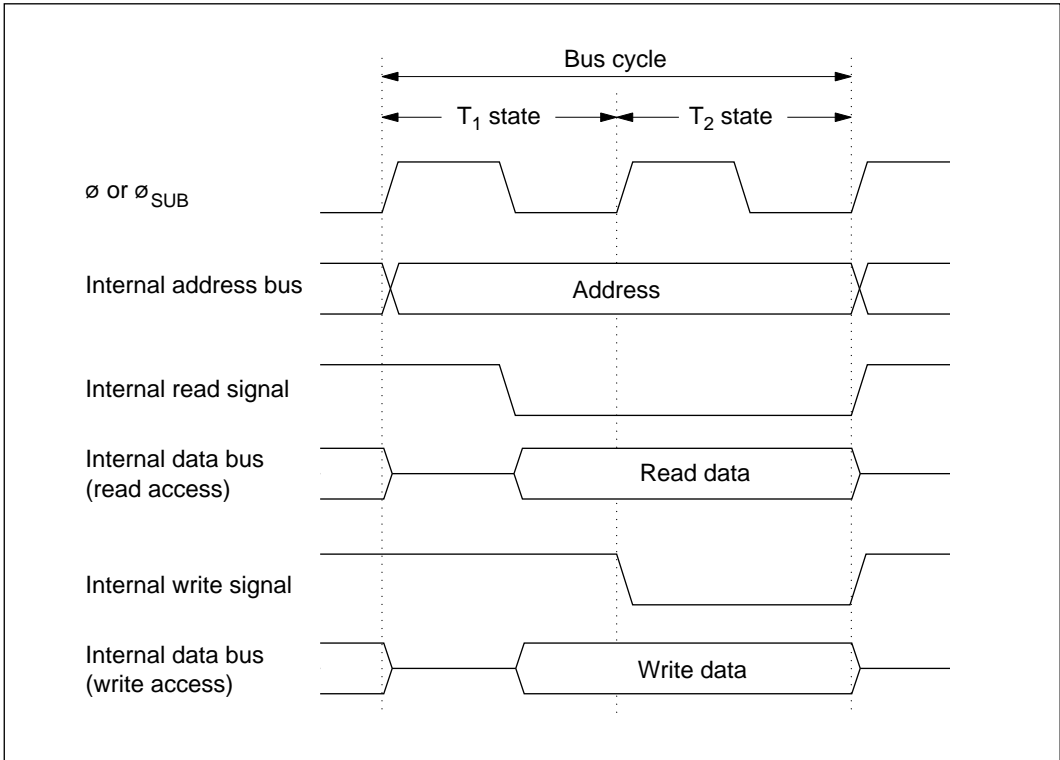 Bus cycle
T₁ state
T₂ state
ø or øSUB
Internal address bus
Address
Internal read signal
Internal data bus
(read access)
Read data
Internal write signal
Internal data bus
(write access)
Write data